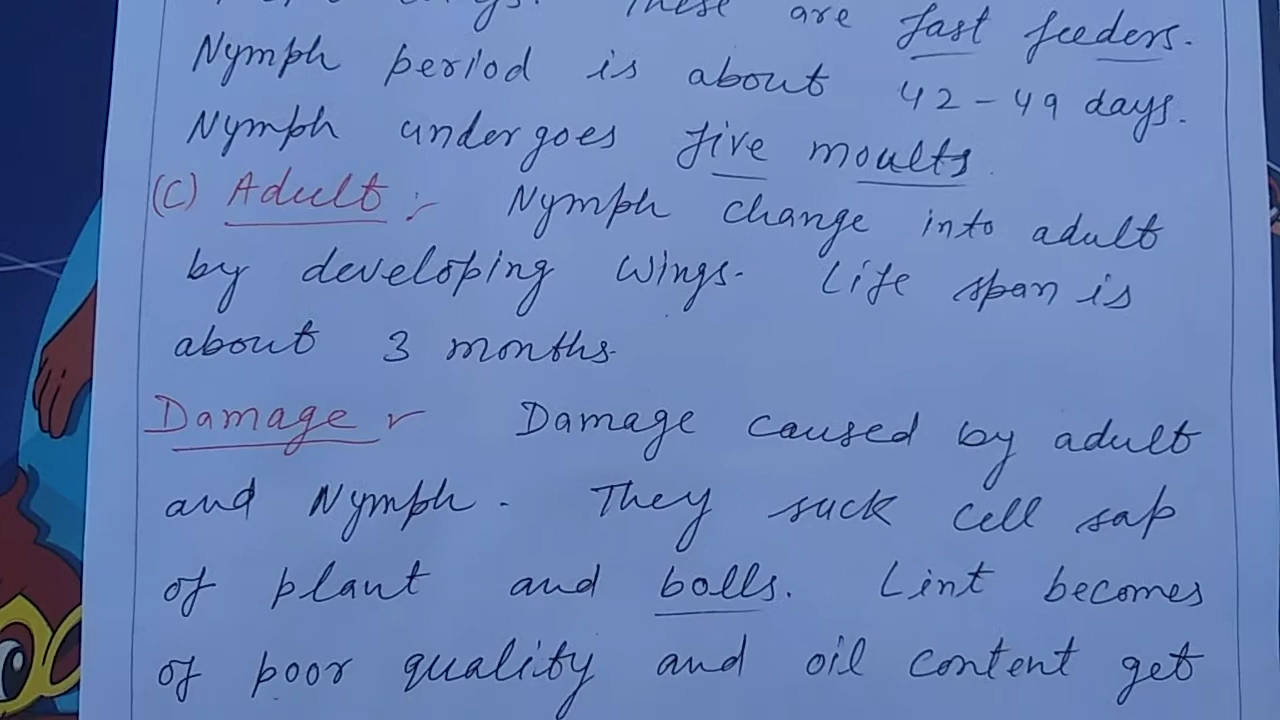 These are fast feeders.
Nymph period is about 42-49 days.
Nymph undergoes five moults.
(C) Adult :- Nymph change into adult
by developing wings. Life span is
about 3 months.
Damage :- Damage caused by adult
and Nymph. They suck cell sap
of plant and bolls. Lint becomes
of poor quality and oil content get